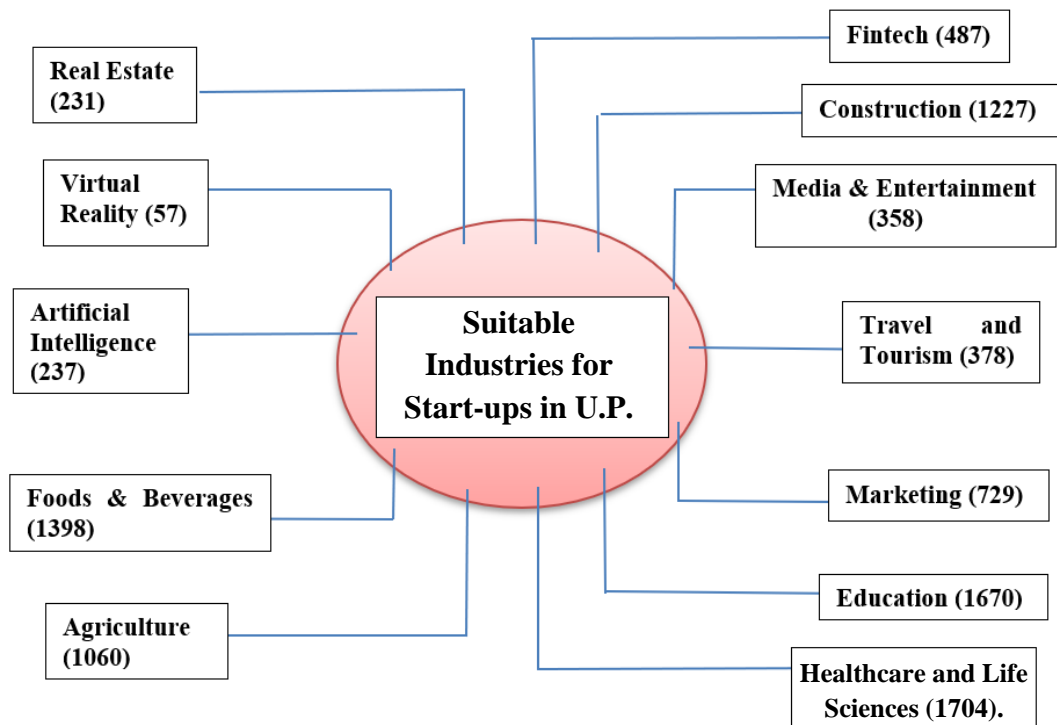 Fintech (487)
Real Estate
(231)
Construction (1227)
Virtual
Reality (57)
Media & Entertainment
(358)
Artificial
Intelligence
(237)
Suitable
Industries for
Start-ups in U.P.
Travel and
Tourism (378)
Foods & Beverages
(1398)
Marketing (729)
Education (1670)
Agriculture
(1060)
Healthcare and Life
Sciences (1704).